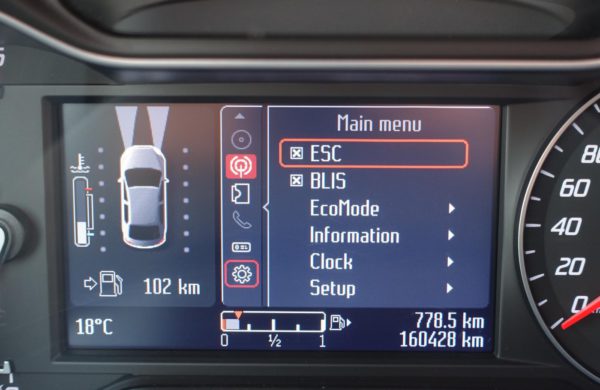 Main menu
ESC
BLIS
EcoMode
Information
Clock
Setup
102 km
18°C
0 ½ 1
778.5 km
160428 km
80
60
40
20
0